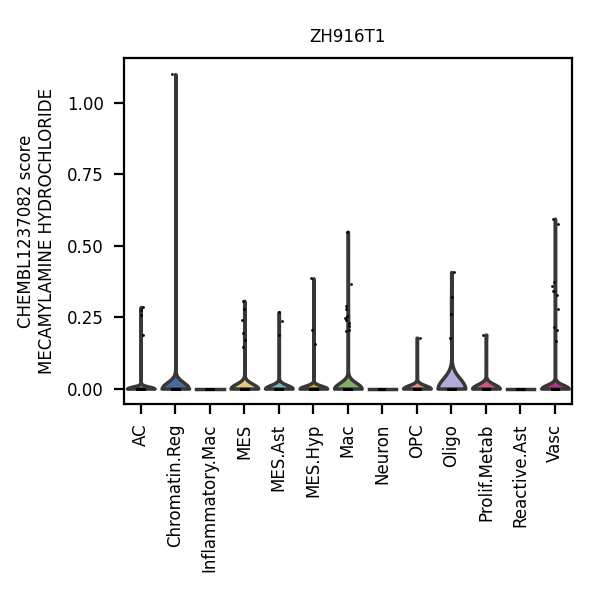 ZH916T1
CHEMBL1237082 score
MECAMYLAMINE HYDROCHLORIDE
1.00
0.75
0.50
0.25
0.00
AC
Chromatin.Reg
Inflammatory.Mac
MES
MES.Ast
MES.Hyp
Mac
Neuron
OPC
Oligo
Prolif.Metab
Reactive.Ast
Vasc